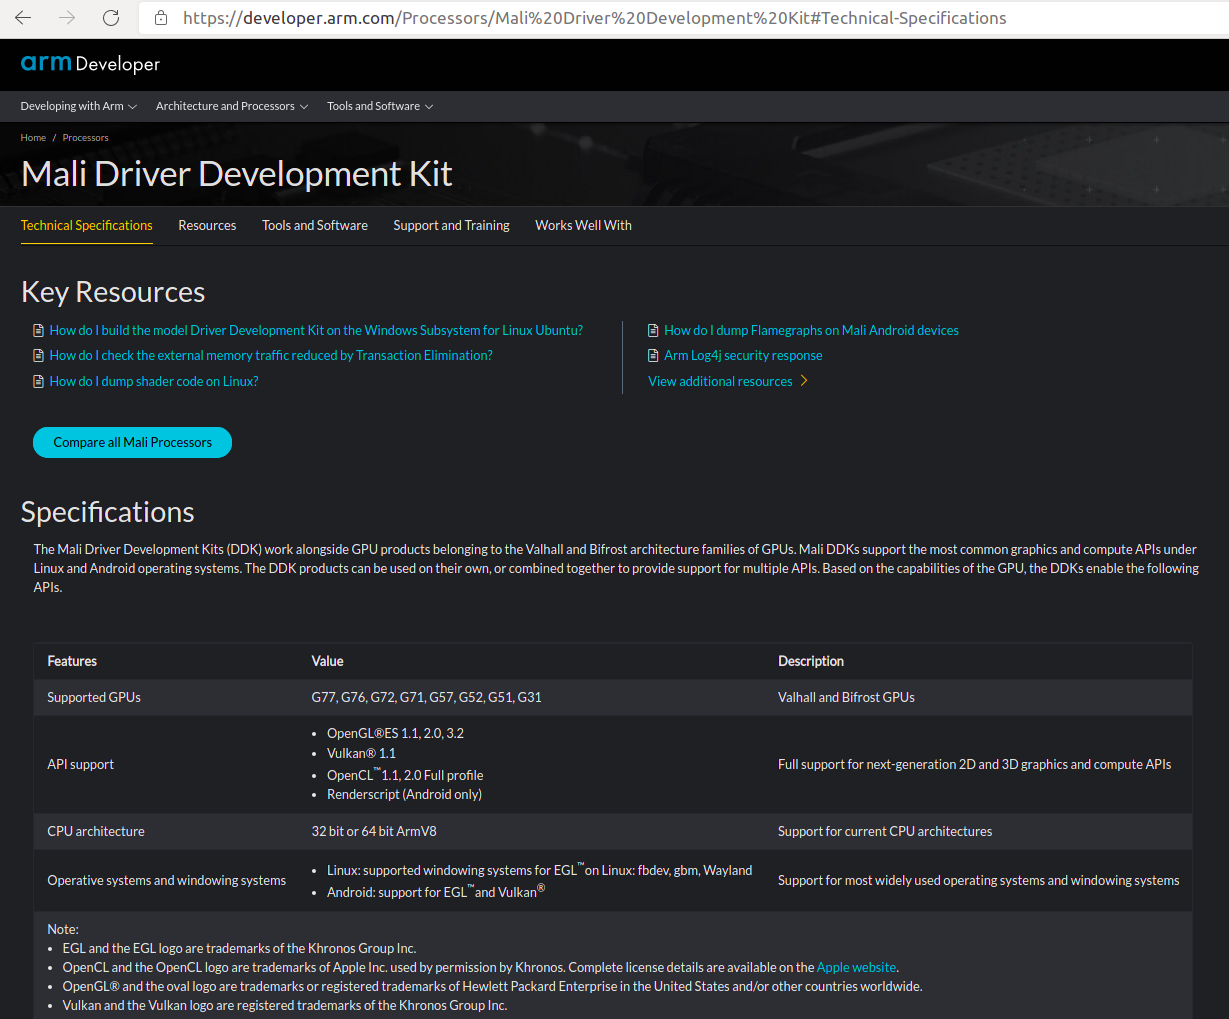 https://developer.arm.com/Processors/Mali%20Driver%20Development%20Kit#Technical-Specifications
arm Developer
Developing with Arm Architecture and Processors Tools and Software
Home / Processors
Mali Driver Development Kit
Technical Specifications Resources Tools and Software Support and Training Works Well With
Key Resources
How do I build the model Driver Development Kit on the Windows Subsystem for Linux Ubuntu?
How do I check the external memory traffic reduced by Transaction Elimination?
How do I dump shader code on Linux?
How do I dump Flamegraphs on Mali Android devices
Arm Log4j security response
View additional resources
Compare all Mali Processors
Specifications
The Mali Driver Development Kits (DDK) work alongside GPU products belonging to the Valhall and Bifrost architecture families of GPUs. Mali DDKs support the most common graphics and compute APIs under
Linux and Android operating systems. The DDK products can be used on their own, or combined together to provide support for multiple APIs. Based on the capabilities of the GPU, the DDKs enable the following
APIs.
Features Value Description
Supported GPUs G77, G76, G72, G71, G57, G52, G51, G31 Valhall and Bifrost GPUs
API support
• OpenGL®ES 1.1, 2.0, 3.2
• Vulkan® 1.1
• OpenCL™1.1, 2.0 Full profile
• Renderscript (Android only)
Full support for next-generation 2D and 3D graphics and compute APIs
CPU architecture 32 bit or 64 bit ArmV8 Support for current CPU architectures
Operative systems and windowing systems
• Linux: supported windowing systems for EGL™on Linux: fbdev, gbm, Wayland
• Android: support for EGL™and Vulkan®
Support for most widely used operating systems and windowing systems
Note:
• EGL and the EGL logo are trademarks of the Khronos Group Inc.
• OpenCL and the OpenCL logo are trademarks of Apple Inc. used by permission by Khronos. Complete license details are available on the Apple website.
• OpenGL® and the oval logo are trademarks or registered trademarks of Hewlett Packard Enterprise in the United States and/or other countries worldwide.
• Vulkan and the Vulkan logo are registered trademarks of the Khronos Group Inc.